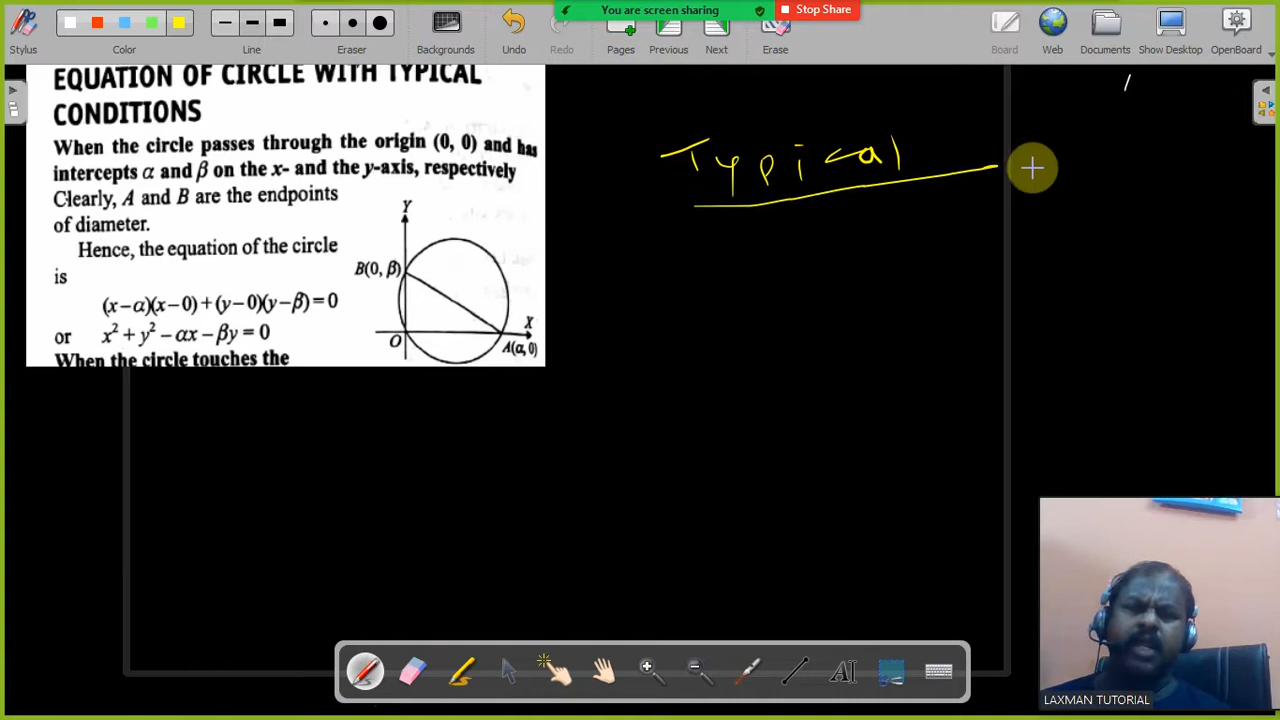 You are screen sharing
Stop Share
Stylus
Color
Line
Eraser
Backgrounds
Undo
Redo
Pages
Previous
Next
Erase
Board
Web
Documents
Show Desktop
OpenBoard
EQUATION OF CIRCLE WITH TYPICAL
CONDITIONS
When the circle passes through the origin (0, 0) and has
intercepts α and β on the x- and the y-axis, respectively
Clearly, A and B are the endpoints
of diameter.
Hence, the equation of the circle
is
(x−α)(x−0)+(y−0)(y−β)=0
or x² + y² − αx − βy = 0
When the circle touches the
Y
B(0, β)
X
O
A(α, 0)
Typical
AI
LAXMAN TUTORIAL